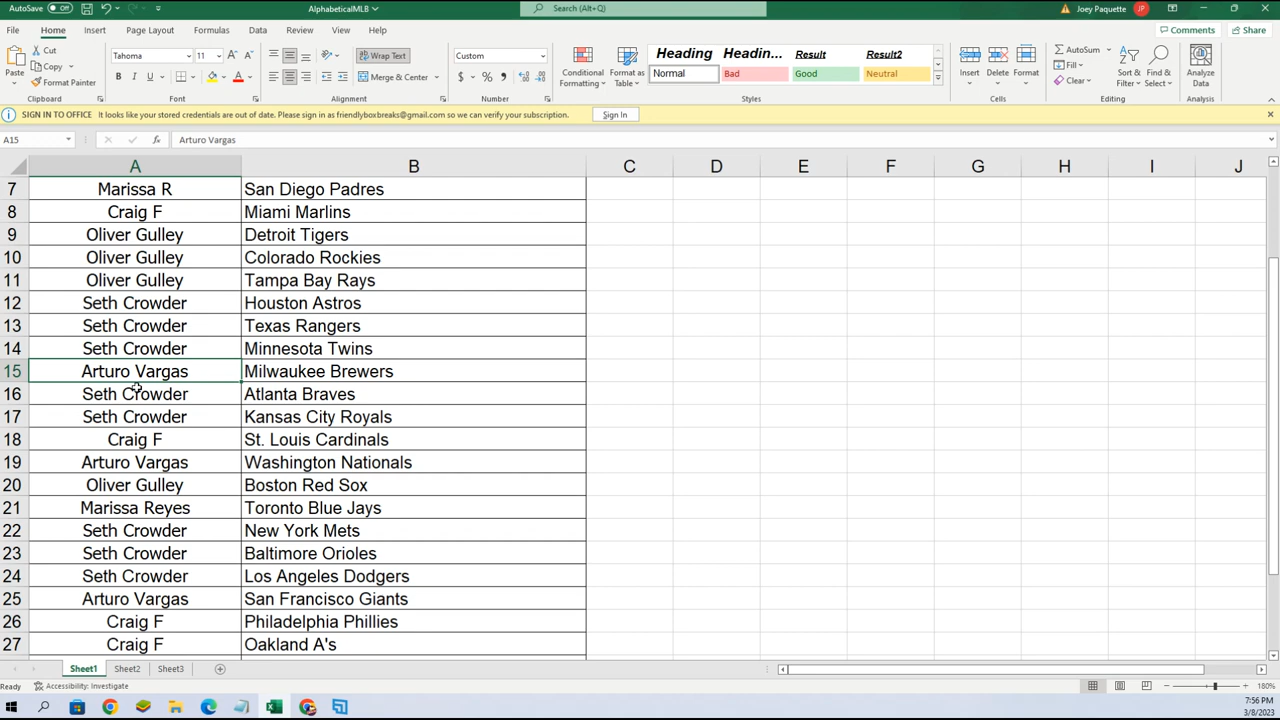 AutoSave Off AlphabeticalMLB Search (Alt+Q) Joey Paquette JP
File Home Insert Page Layout Formulas Data Review View Help Comments Share
Paste Cut Copy Format Painter Clipboard
Tahoma 11 B I U A Font
Wrap Text Merge & Center Alignment
Custom $ % Number
Conditional Formatting Format as Table
Heading Headin... Result Result2
Normal Bad Good Neutral Styles
Insert Delete Format Cells
AutoSum Fill Clear Sort & Filter Find & Select Editing
Analyze Data Analysis
SIGN IN TO OFFICE It looks like your stored credentials are out of date. Please sign in as friendlyboxbreaks@gmail.com so we can verify your subscription. Sign In
A15 fx Arturo Vargas
A B C D E F G H I J
7 Marissa R San Diego Padres
8 Craig F Miami Marlins
9 Oliver Gulley Detroit Tigers
10 Oliver Gulley Colorado Rockies
11 Oliver Gulley Tampa Bay Rays
12 Seth Crowder Houston Astros
13 Seth Crowder Texas Rangers
14 Seth Crowder Minnesota Twins
15 Arturo Vargas Milwaukee Brewers
16 Seth Crowder Atlanta Braves
17 Seth Crowder Kansas City Royals
18 Craig F St. Louis Cardinals
19 Arturo Vargas Washington Nationals
20 Oliver Gulley Boston Red Sox
21 Marissa Reyes Toronto Blue Jays
22 Seth Crowder New York Mets
23 Seth Crowder Baltimore Orioles
24 Seth Crowder Los Angeles Dodgers
25 Arturo Vargas San Francisco Giants
26 Craig F Philadelphia Phillies
27 Craig F Oakland A's
Sheet1 Sheet2 Sheet3
Ready Accessibility: Investigate 180%
7:56 PM
3/8/2023